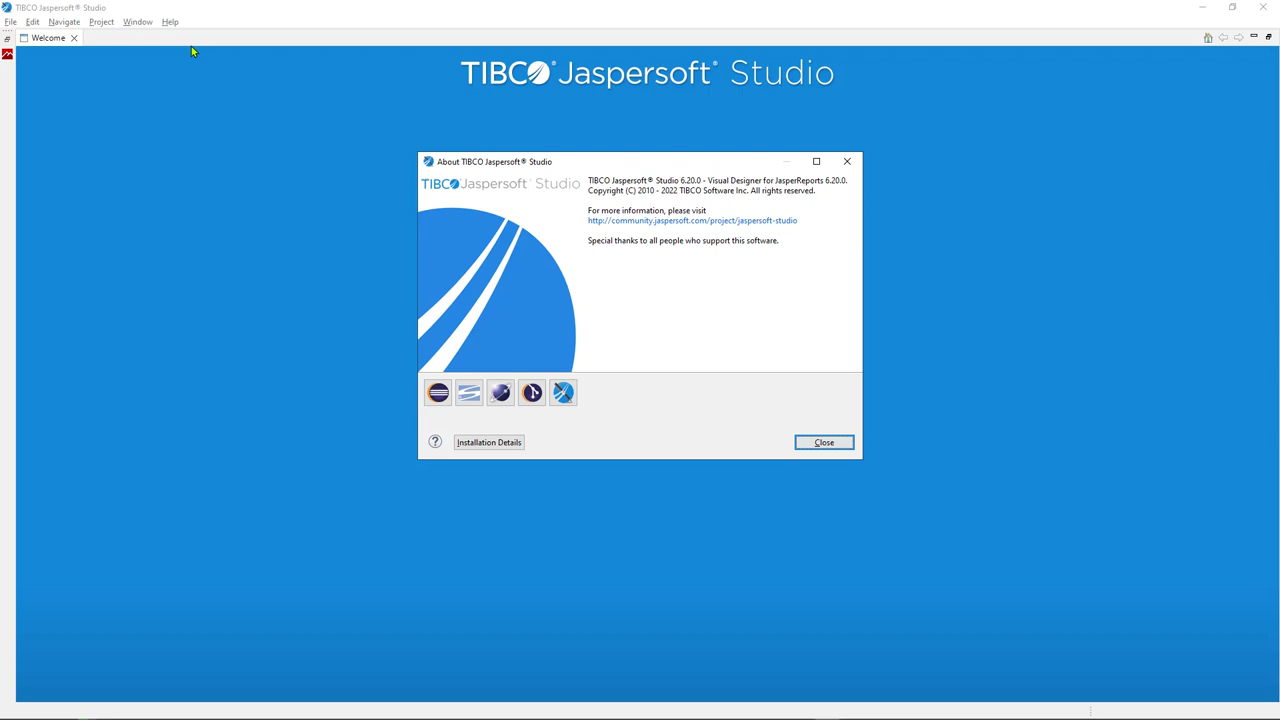 TIBCO Jaspersoft® Studio
File Edit Navigate Project Window Help
Welcome
TIBCO® Jaspersoft® Studio
About TIBCO Jaspersoft® Studio
TIBCO Jaspersoft® Studio
TIBCO Jaspersoft® Studio 6.20.0 - Visual Designer for JasperReports 6.20.0.
Copyright (C) 2010 - 2022 TIBCO Software Inc. All rights reserved.
For more information, please visit
http://community.jaspersoft.com/project/jaspersoft-studio
Special thanks to all people who support this software.
? Installation Details Close